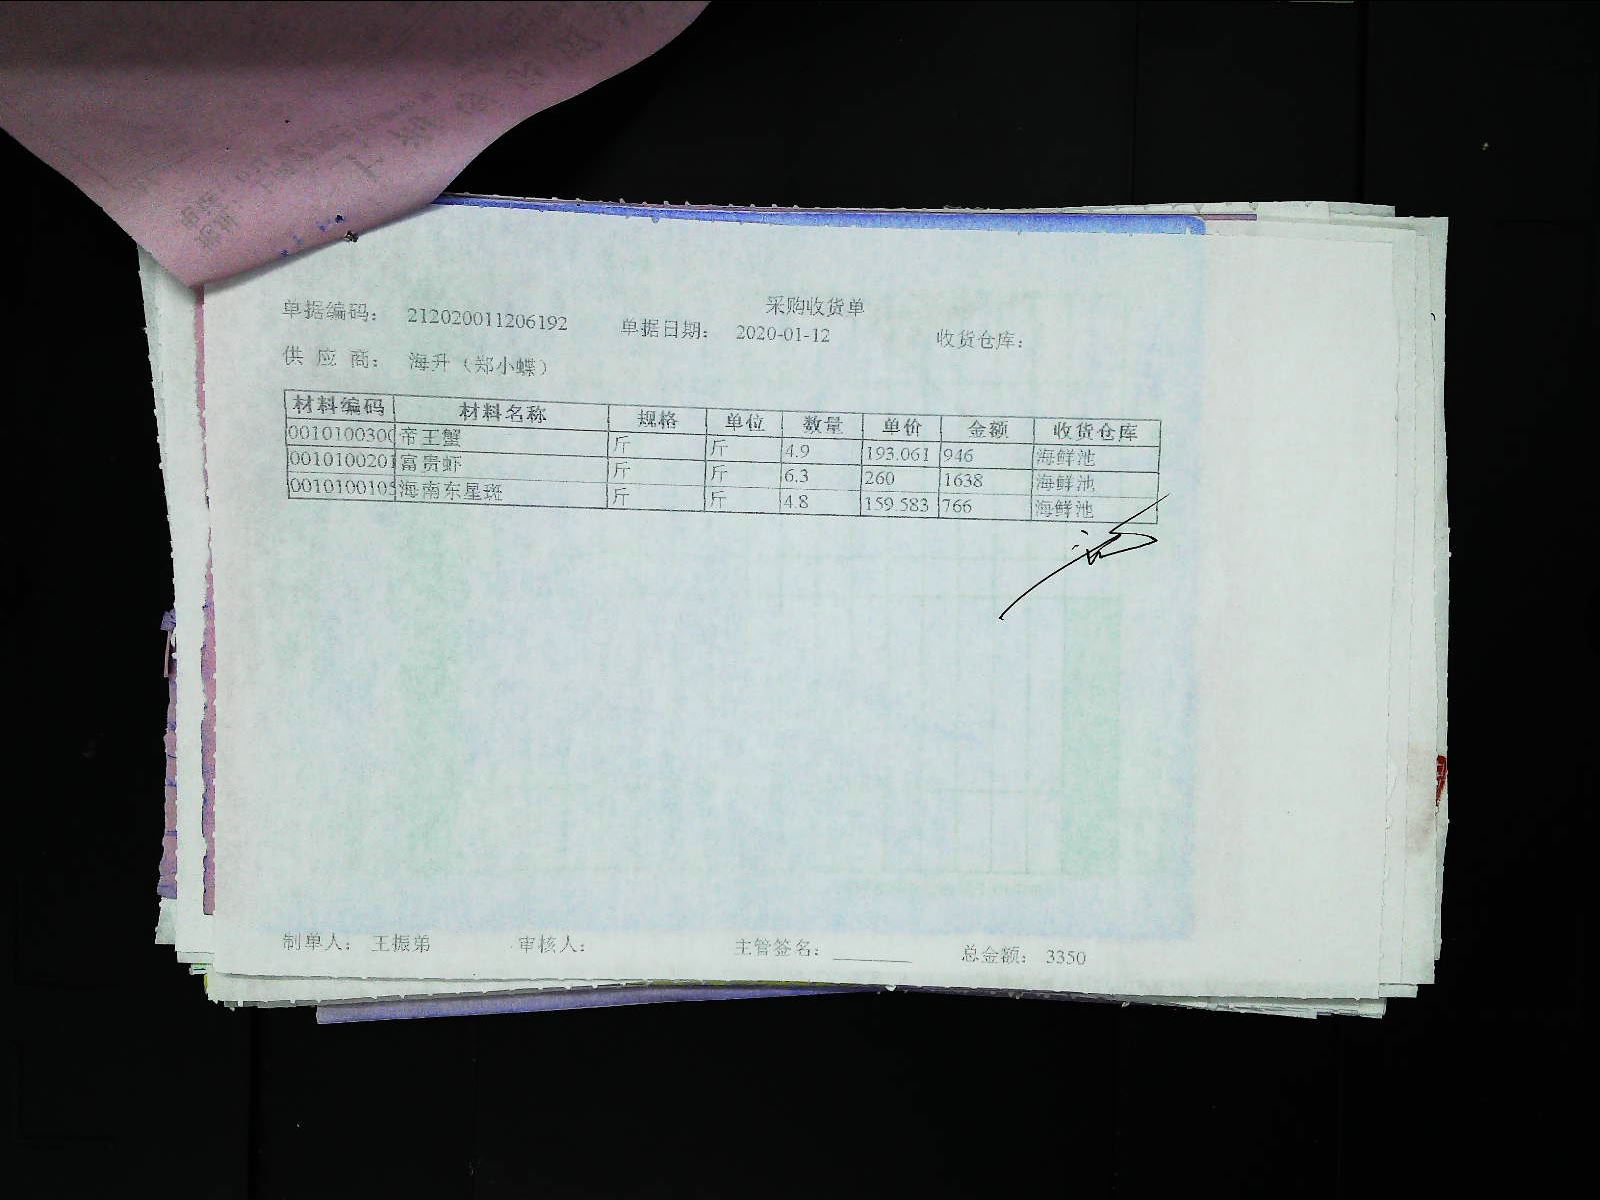 采购收货单
单据编码: 212020011206192 单据日期: 2020-01-12 收货仓库:
供 应 商: 海升（郑小蝶）
材料编码 材料名称 规格 单位 数量 单价 金额 收货仓库
0010100300 帝王蟹 斤 斤 4.9 193.061 946 海鲜池
0010100201 富贵虾 斤 斤 6.3 260 1638 海鲜池
0010100105 海南东星斑 斤 斤 4.8 159.583 766 海鲜池
制单人: 王振弟 审核人: 主管签名: ________ 总金额: 3350